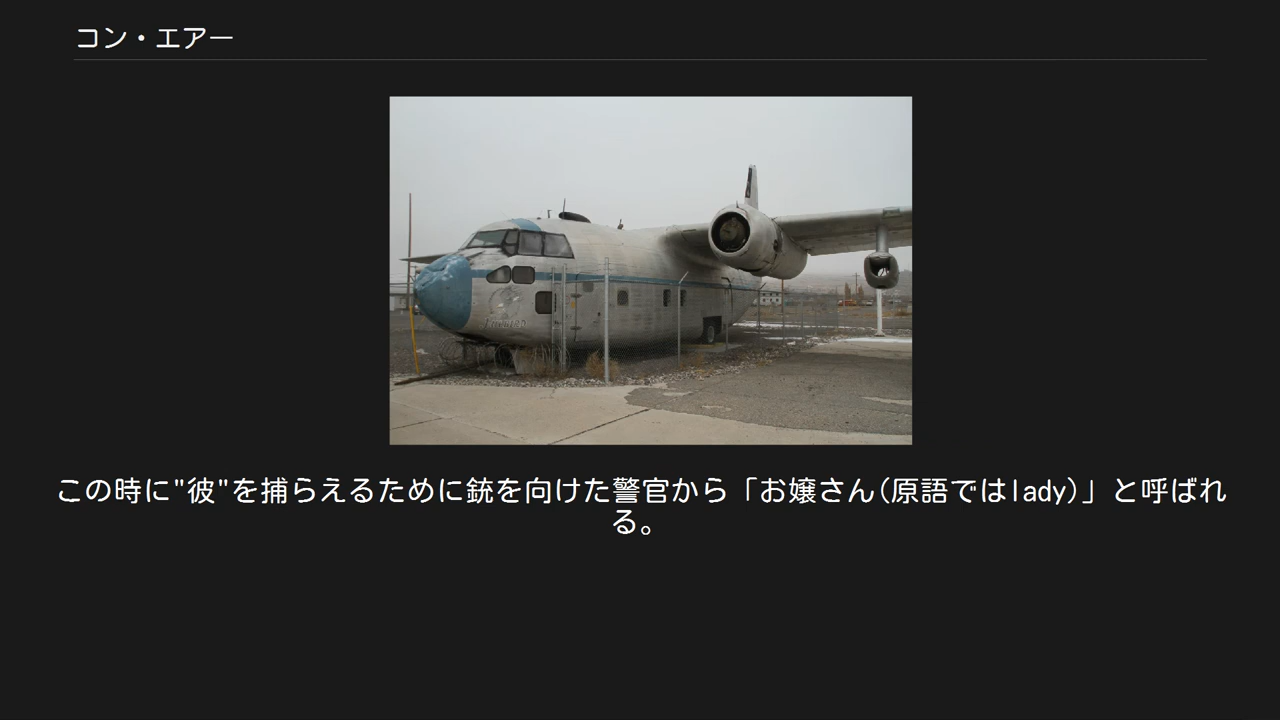 コン・エアー
この時に"彼"を捕らえるために銃を向けた警官から「お嬢さん(原語ではlady)」と呼ばれ
る。